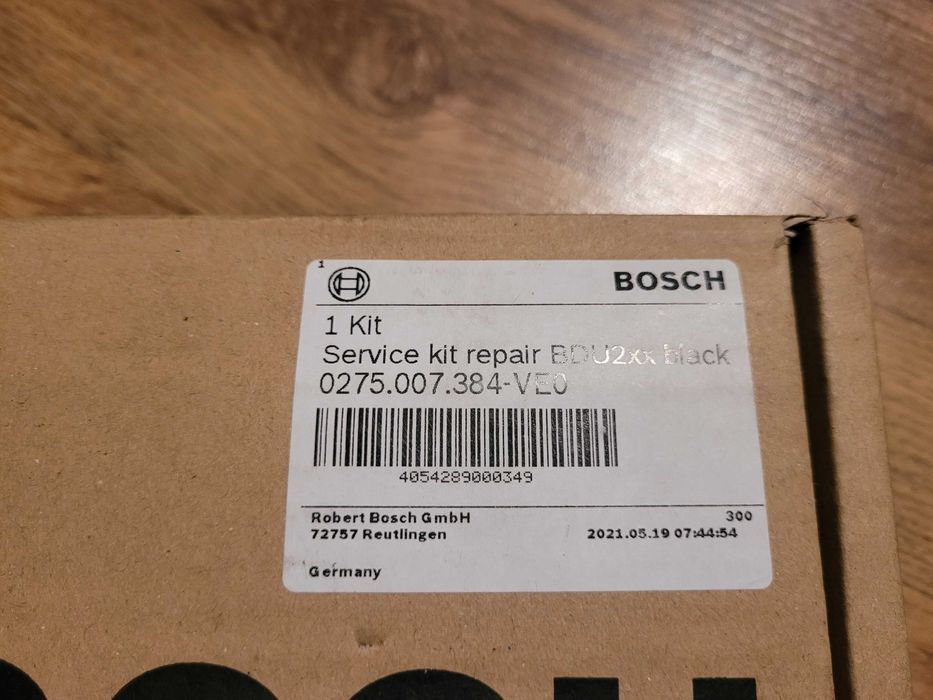 1
BOSCH
1 Kit
Service kit repair BDU2xx black
0275.007.384-VE0
4054289000349
Robert Bosch GmbH
300
72757 Reutlingen
2021.05.19 07:44:54
Germany